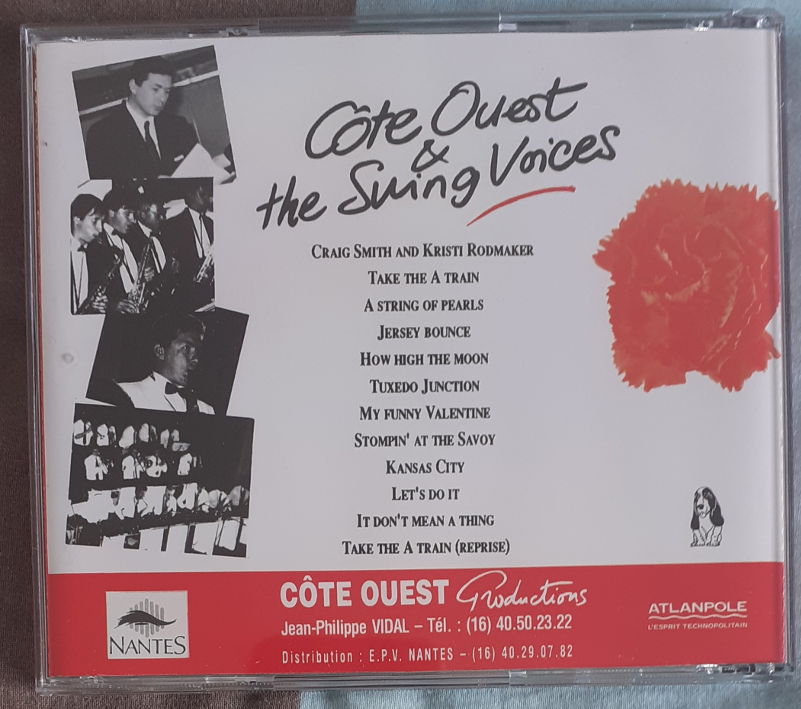 Côte Ouest
&
the Swing Voices
CRAIG SMITH AND KRISTI RODMAKER
TAKE THE A TRAIN
A STRING OF PEARLS
JERSEY BOUNCE
HOW HIGH THE MOON
TUXEDO JUNCTION
MY FUNNY VALENTINE
STOMPIN' AT THE SAVOY
KANSAS CITY
LET'S DO IT
IT DON'T MEAN A THING
TAKE THE A TRAIN (REPRISE)
NANTES
CÔTE OUEST Productions
Jean-Philippe VIDAL – Tél. : (16) 40.50.23.22
Distribution : E.P.V. NANTES – (16) 40.29.07.82
ATLANPOLE
L'ESPRIT TECHNOPOLITAIN